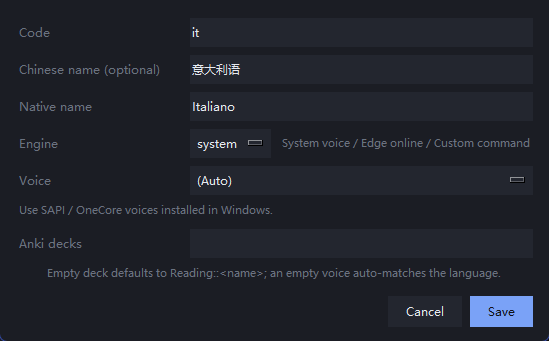 Code it
Chinese name (optional) 意大利语
Native name Italiano
Engine system System voice / Edge online / Custom command
Voice (Auto)
Use SAPI / OneCore voices installed in Windows.
Anki decks
Empty deck defaults to Reading::<name>; an empty voice auto-matches the language.
Cancel Save